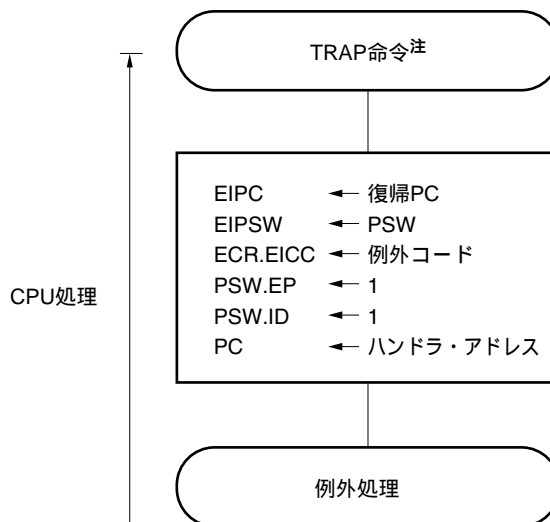 TRAP命令注
EIPC ← 復帰PC
EIPSW ← PSW
ECR.EICC ← 例外コード
PSW.EP ← 1
PSW.ID ← 1
PC ← ハンドラ・アドレス
CPU処理
例外処理